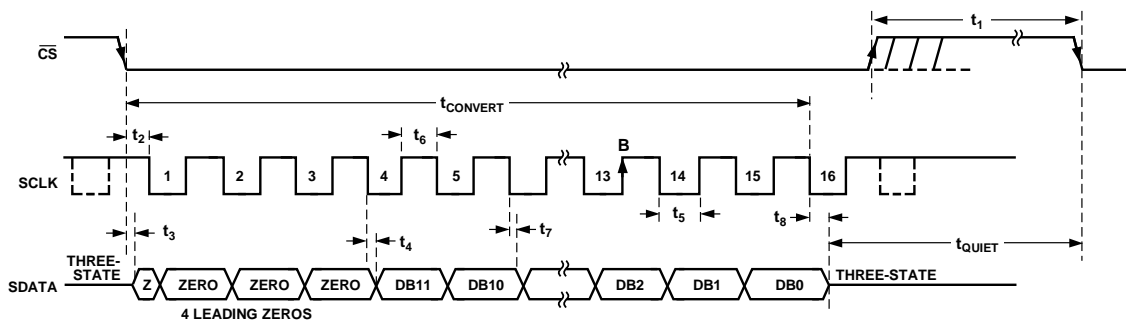 t1
CS
tCONVERT
t2
t6
B
SCLK
1 2 3 4 5 13 14 15 16
t5
t8
t3
t4
t7
tQUIET
THREE-
STATE
THREE-STATE
SDATA
Z ZERO ZERO ZERO DB11 DB10 DB2 DB1 DB0
4 LEADING ZEROS